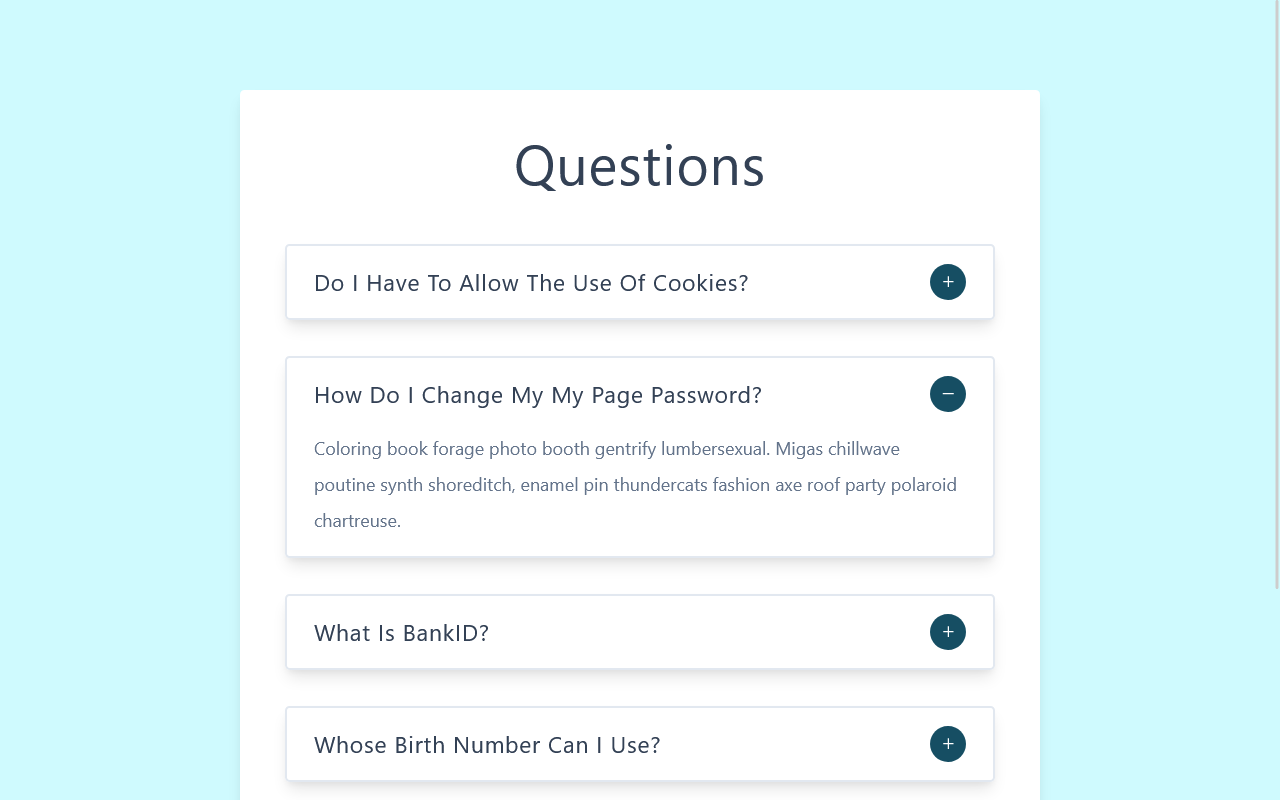 Questions
Do I Have To Allow The Use Of Cookies?
How Do I Change My My Page Password?
Coloring book forage photo booth gentrify lumbersexual. Migas chillwave
poutine synth shoreditch, enamel pin thundercats fashion axe roof party polaroid
chartreuse.
What Is BankID?
Whose Birth Number Can I Use?